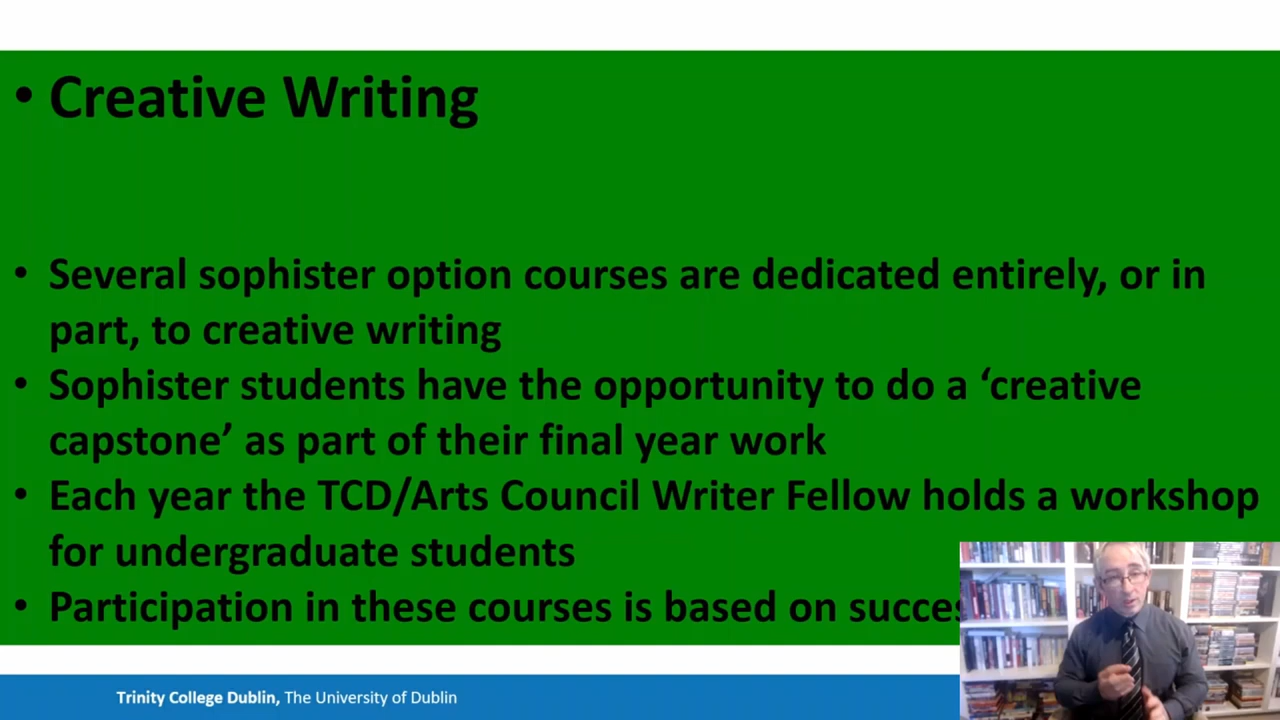 • Creative Writing
• Several sophister option courses are dedicated entirely, or in
part, to creative writing
• Sophister students have the opportunity to do a ‘creative
capstone’ as part of their final year work
• Each year the TCD/Arts Council Writer Fellow holds a workshop
for undergraduate students
• Participation in these courses is based on
Trinity College Dublin, The University of Dublin